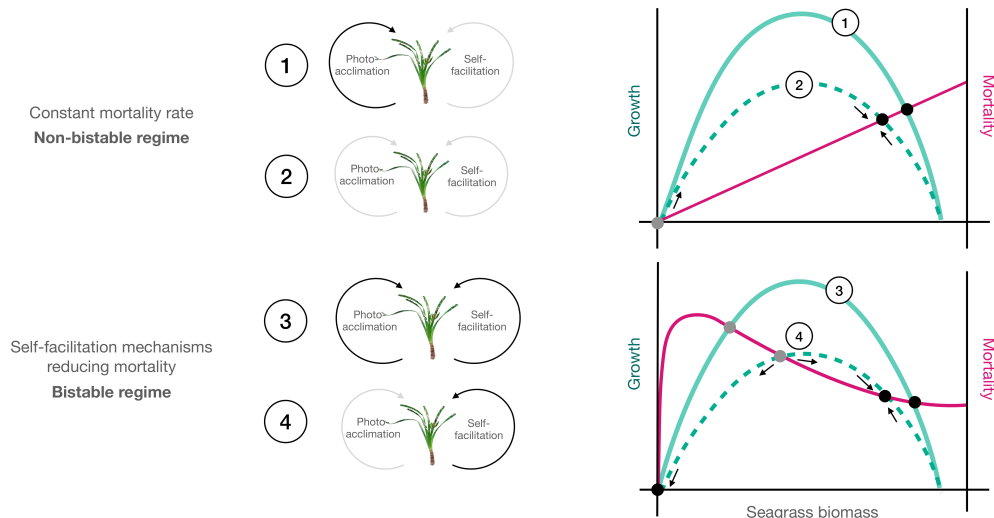 Constant mortality rate
Non-bistable regime
1
Photo-
acclimation
Self-
facilitation
2
Photo-
acclimation
Self-
facilitation
Growth
Mortality
1
2
Self-facilitation mechanisms
reducing mortality
Bistable regime
3
Photo-
acclimation
Self-
facilitation
4
Photo-
acclimation
Self-
facilitation
Growth
Mortality
3
4
Seagrass biomass